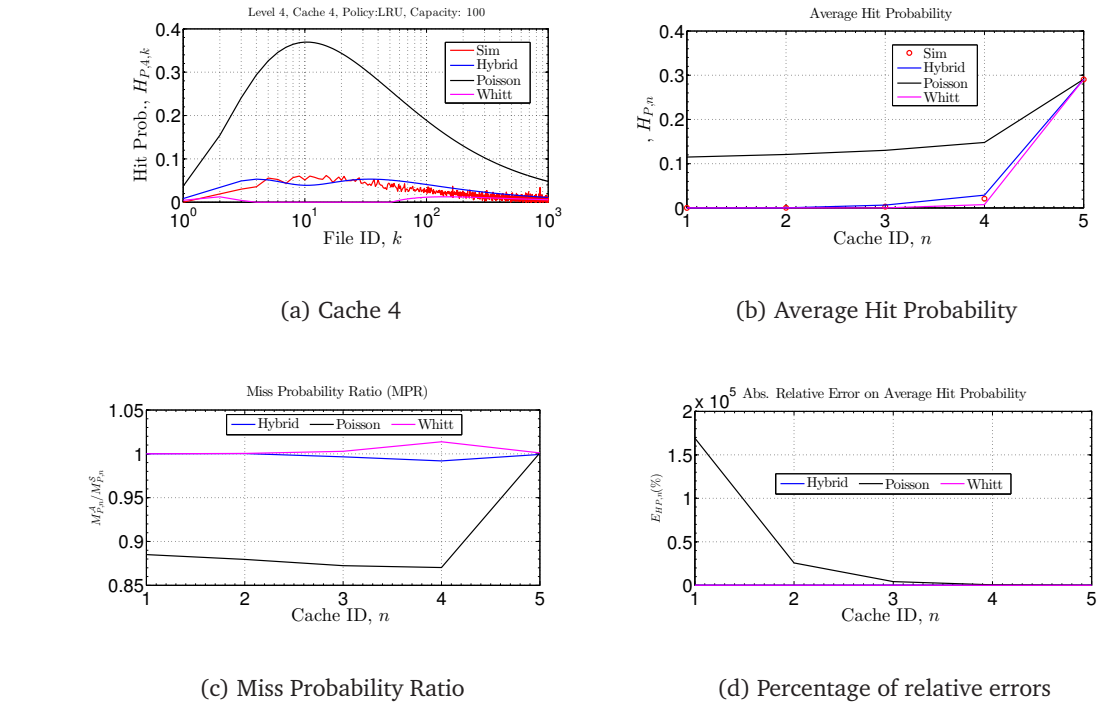 Level 4, Cache 4, Policy:LRU, Capacity: 100
Hit Prob., H_{P,4,k}
0.4
0.3
0.2
0.1
0
Sim
Hybrid
Poisson
Whitt
10^0
10^1
10^2
10^3
File ID, k
(a) Cache 4
Average Hit Probability
, H_{P,n}
0.4
0.3
0.2
0.1
0
Sim
Hybrid
Poisson
Whitt
1
2
3
4
5
Cache ID, n
(b) Average Hit Probability
Miss Probability Ratio (MPR)
M^A_{P,n}/M^S_{P,n}
1.05
1
0.95
0.9
0.85
Hybrid Poisson Whitt
1
2
3
4
5
Cache ID, n
(c) Miss Probability Ratio
Abs. Relative Error on Average Hit Probability
x 10^5
E_{HP,n}(%)
2
1.5
1
0.5
0
Hybrid Poisson Whitt
1
2
3
4
5
Cache ID, n
(d) Percentage of relative errors